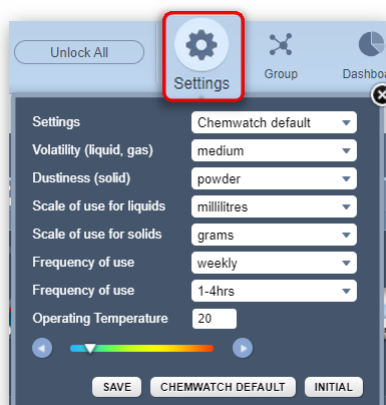 Unlock All
Settings
Group
Dashboa
Settings Chemwatch default
Volatility (liquid, gas) medium
Dustiness (solid) powder
Scale of use for liquids millilitres
Scale of use for solids grams
Frequency of use weekly
Frequency of use 1-4hrs
Operating Temperature 20
SAVE CHEMWATCH DEFAULT INITIAL